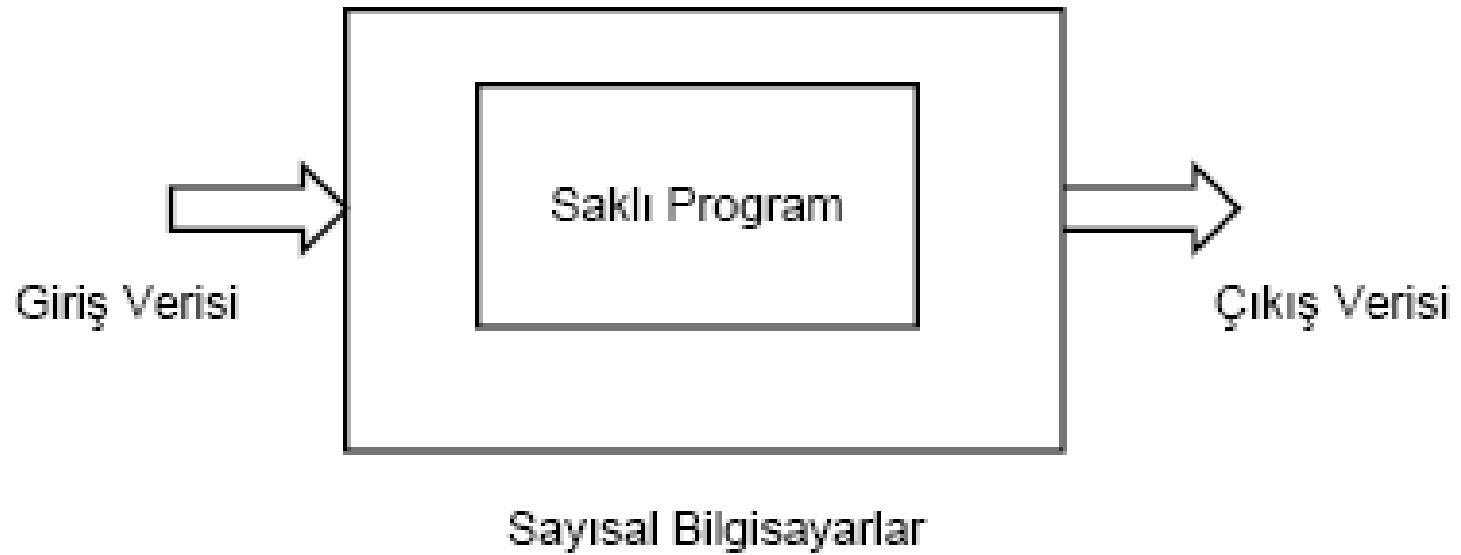 Saklı Program
Giriş Verisi
Çıkış Verisi
Sayısal Bilgisayarlar